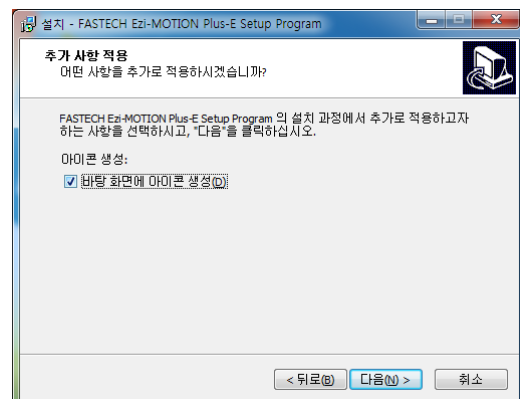 설치 - FASTECH Ezi-MOTION Plus-E Setup Program
추가 사항 적용
어떤 사항을 추가로 적용하시겠습니까?
FASTECH Ezi-MOTION Plus-E Setup Program 의 설치 과정에서 추가로 적용하고자
하는 사항을 선택하시고, "다음"을 클릭하십시오.
아이콘 생성:
바탕 화면에 아이콘 생성(D)
< 뒤로(B) 다음(N) > 취소